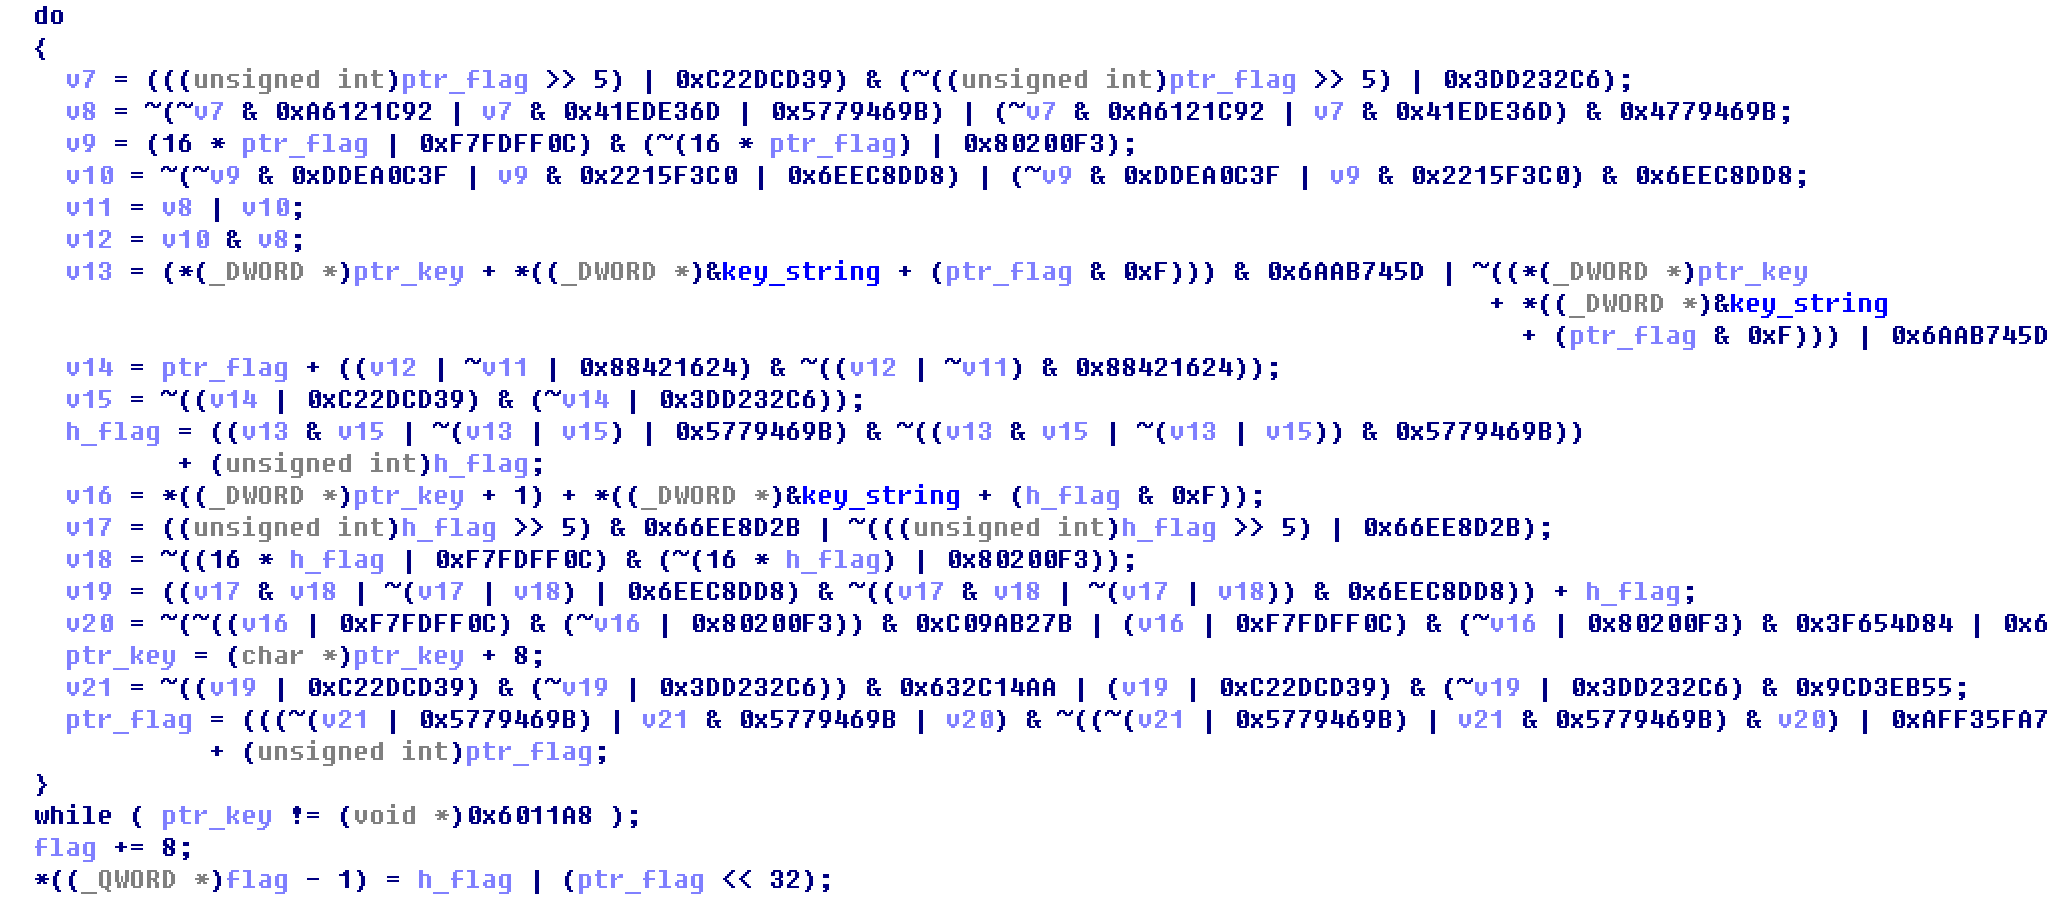 do
{
v7 = (((unsigned int)ptr_flag >> 5) | 0xC22DCD39) & (~((unsigned int)ptr_flag >> 5) | 0x3DD232C6);
v8 = ~(~v7 & 0xA6121C92 | v7 & 0x41EDE36D | 0x5779469B) | (~v7 & 0xA6121C92 | v7 & 0x41EDE36D) & 0x4779469B;
v9 = (16 * ptr_flag | 0xF7FDFF0C) & (~(16 * ptr_flag) | 0x80200F3);
v10 = ~(~v9 & 0xDDEA0C3F | v9 & 0x2215F3C0 | 0x6EEC8DD8) | (~v9 & 0xDDEA0C3F | v9 & 0x2215F3C0) & 0x6EEC8DD8;
v11 = v8 | v10;
v12 = v10 & v8;
v13 = (*(_DWORD *)ptr_key + *((_DWORD *)&key_string + (ptr_flag & 0xF))) & 0x6AAB745D | ~((*(_DWORD *)ptr_key
+ *((_DWORD *)&key_string
+ (ptr_flag & 0xF))) | 0x6AAB745D
v14 = ptr_flag + ((v12 | ~v11 | 0x88421624) & ~((v12 | ~v11) & 0x88421624));
v15 = ~((v14 | 0xC22DCD39) & (~v14 | 0x3DD232C6));
h_flag = ((v13 & v15 | ~(v13 | v15) | 0x5779469B) & ~((v13 & v15 | ~(v13 | v15)) & 0x5779469B))
+ (unsigned int)h_flag;
v16 = *((_DWORD *)ptr_key + 1) + *((_DWORD *)&key_string + (h_flag & 0xF));
v17 = ((unsigned int)h_flag >> 5) & 0x66EE8D2B | ~(((unsigned int)h_flag >> 5) | 0x66EE8D2B);
v18 = ~((16 * h_flag | 0xF7FDFF0C) & (~(16 * h_flag) | 0x80200F3));
v19 = ((v17 & v18 | ~(v17 | v18) | 0x6EEC8DD8) & ~((v17 & v18 | ~(v17 | v18)) & 0x6EEC8DD8)) + h_flag;
v20 = ~(~((v16 | 0xF7FDFF0C) & (~v16 | 0x80200F3)) & 0xC09AB27B | (v16 | 0xF7FDFF0C) & (~v16 | 0x80200F3) & 0x3F654D84 | 0x6
ptr_key = (char *)ptr_key + 8;
v21 = ~((v19 | 0xC22DCD39) & (~v19 | 0x3DD232C6)) & 0x632C14AA | (v19 | 0xC22DCD39) & (~v19 | 0x3DD232C6) & 0x9CD3EB55;
ptr_flag = (((~(v21 | 0x5779469B) | v21 & 0x5779469B | v20) & ~((~(v21 | 0x5779469B) | v21 & 0x5779469B) & v20) | 0xAFF35FA7
+ (unsigned int)ptr_flag;
}
while ( ptr_key != (void *)0x6011A8 );
flag += 8;
*((_QWORD *)flag - 1) = h_flag | (ptr_flag << 32);